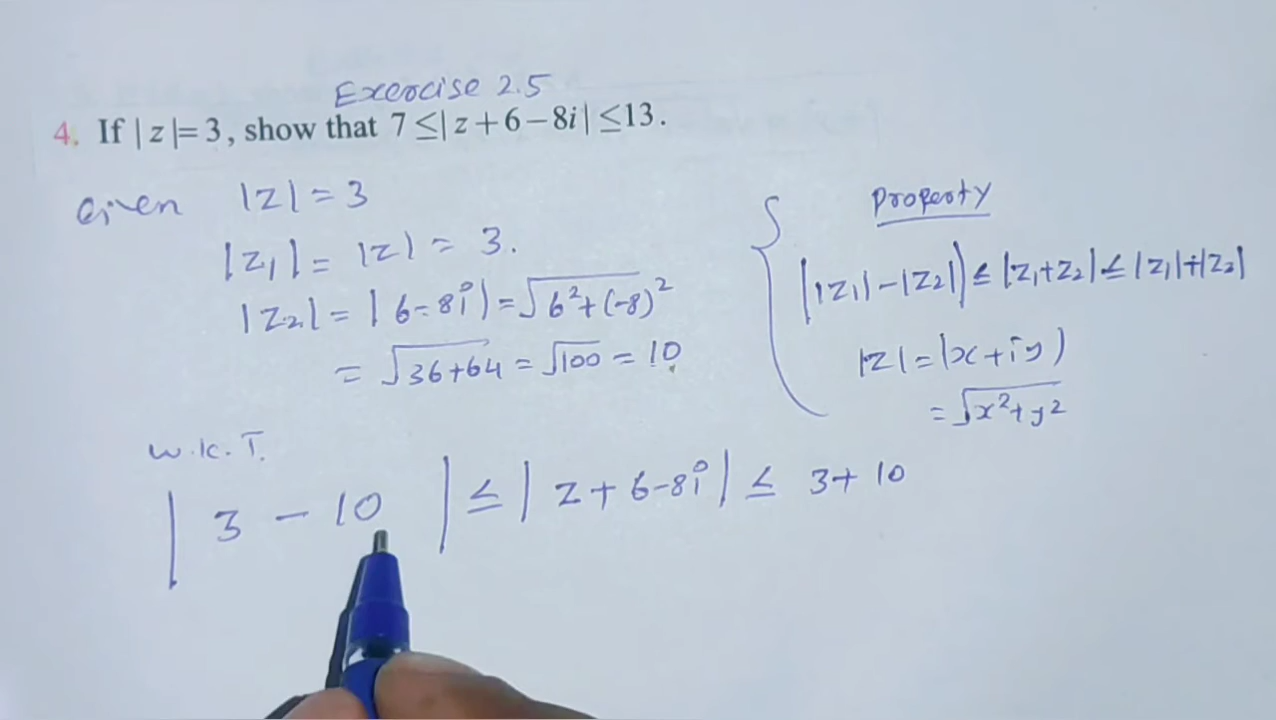 Exercise 2.5
4. If |z|=3, show that 7≤|z+6−8i|≤13.
Given |z| = 3
|z₁| = |z| = 3.
|z₂| = |6-8i| = √6²+(-8)²
= √36+64 = √100 = 10
Property
||z₁|-|z₂|| ≤ |z₁+z₂| ≤ |z₁|+|z₂|
|z| = |x+iy|
= √x²+y²
W.K.T.
| 3 - 10 | ≤ | z+6-8i | ≤ 3+10